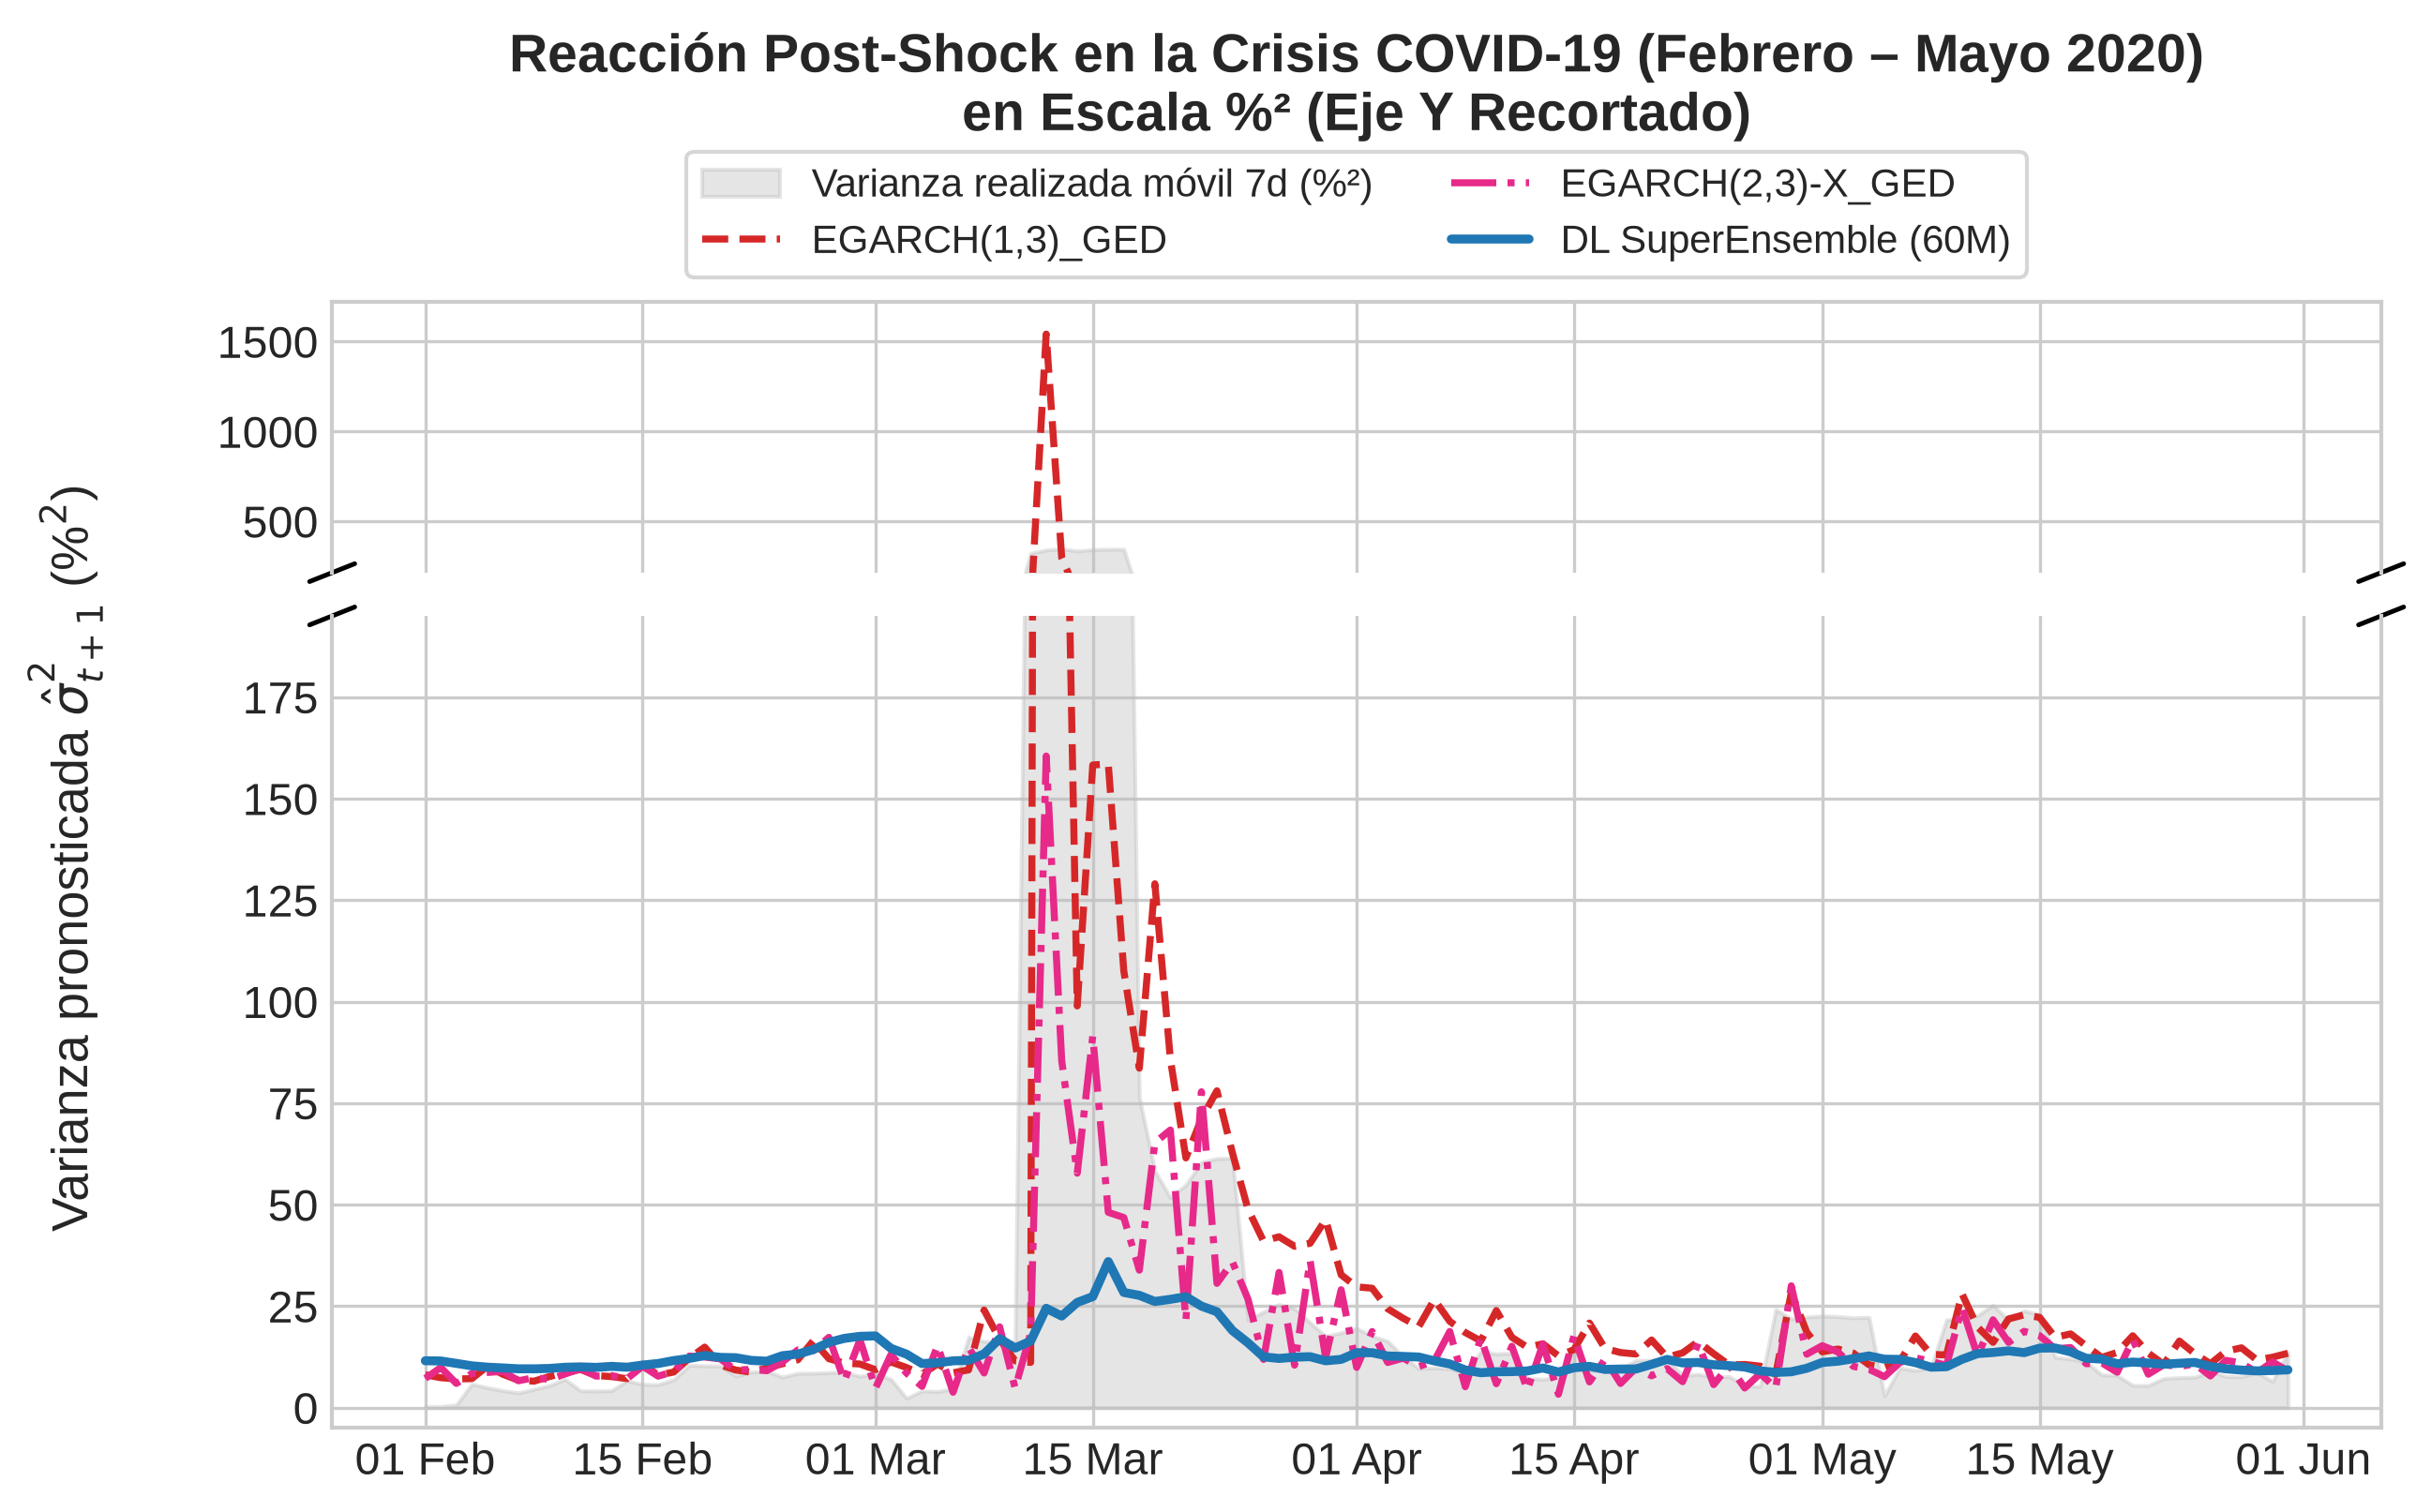 Reacción Post-Shock en la Crisis COVID-19 (Febrero – Mayo 2020)
en Escala %² (Eje Y Recortado)
Varianza realizada móvil 7d (%²)
EGARCH(1,3)_GED
EGARCH(2,3)-X_GED
DL SuperEnsemble (60M)
Varianza pronosticada σ̂²ₜ₊₁ (%²)
1500
1000
500
175
150
125
100
75
50
25
0
01 Feb
15 Feb
01 Mar
15 Mar
01 Apr
15 Apr
01 May
15 May
01 Jun